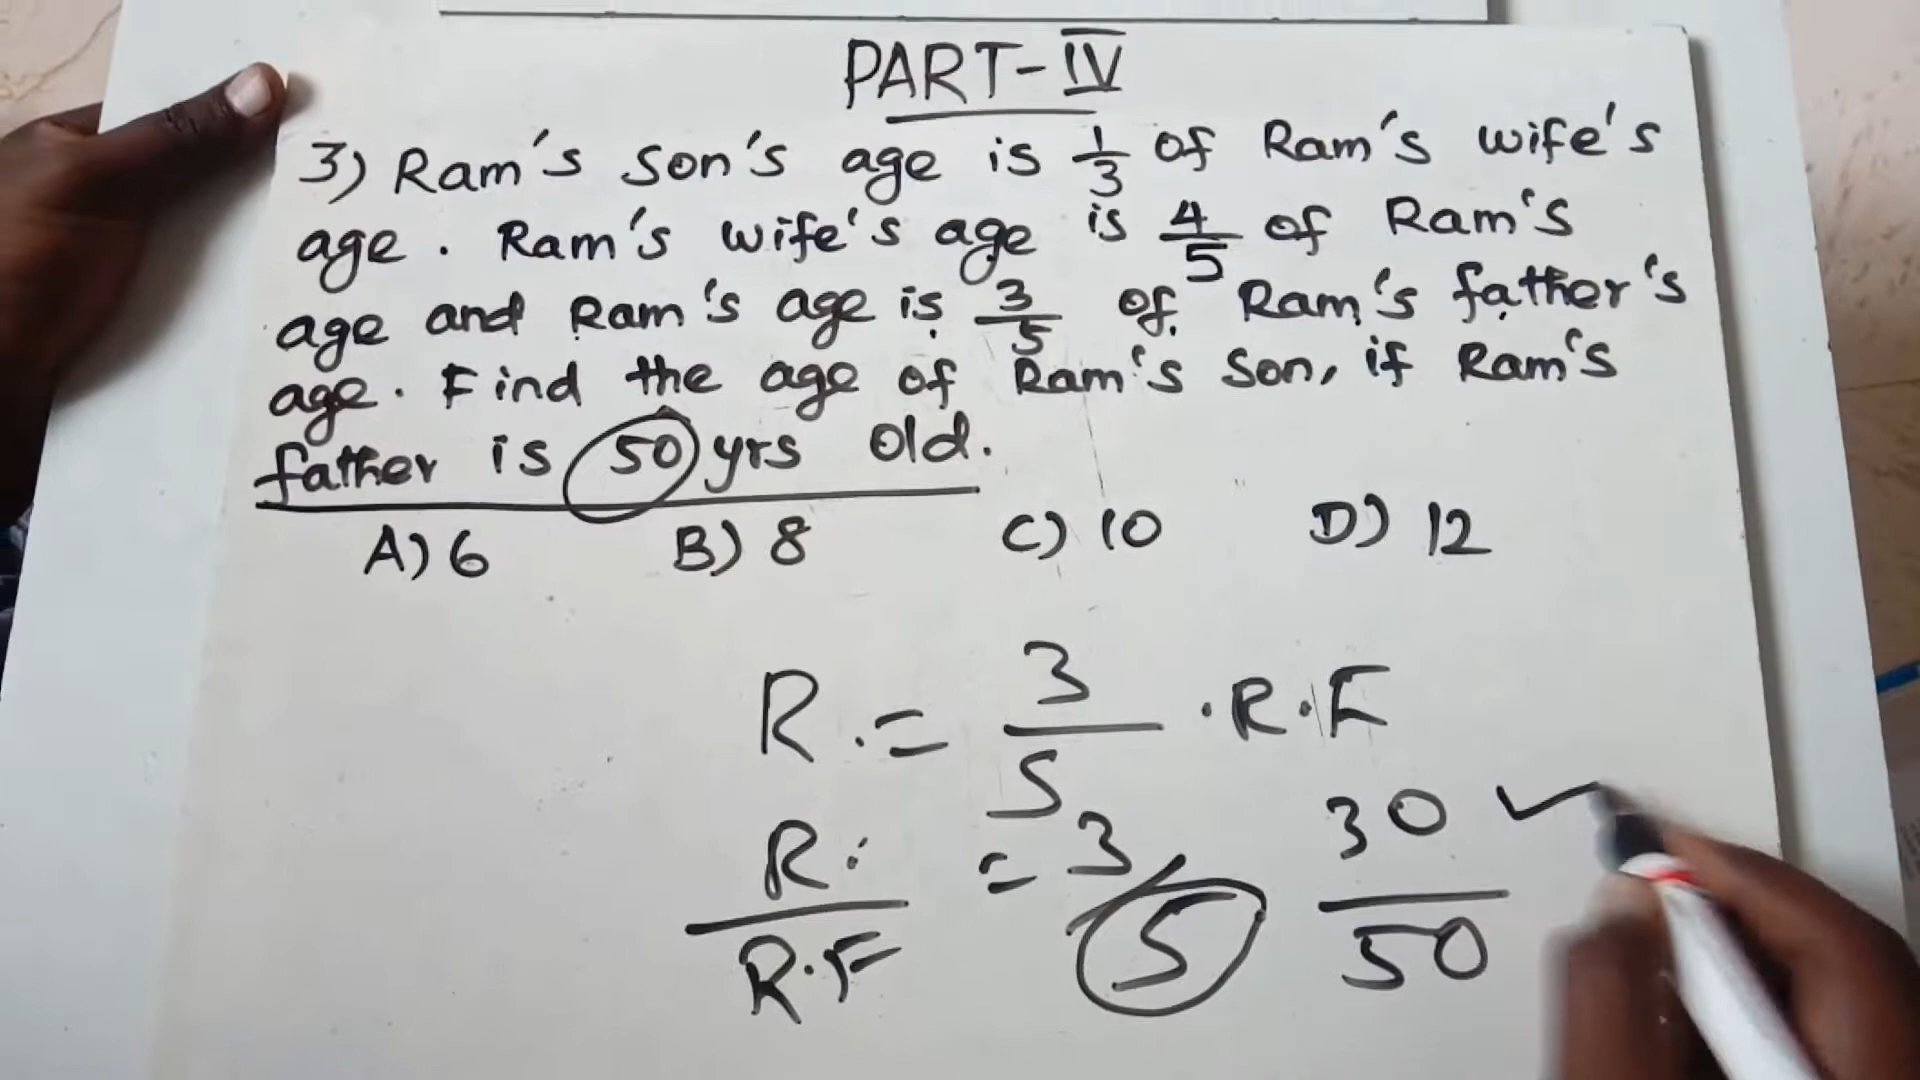 PART-IV
3) Ram's son's age is 1/3 of Ram's wife's
age. Ram's wife's age is 4/5 of Ram's
age and Ram's age is 3/5 of Ram's father's
age. Find the age of Ram's son, if Ram's
father is 50 yrs old.
A) 6 B) 8 C) 10 D) 12
R. = 3/5 . R.F
R. / R.F = 3/5 30/50 ✓